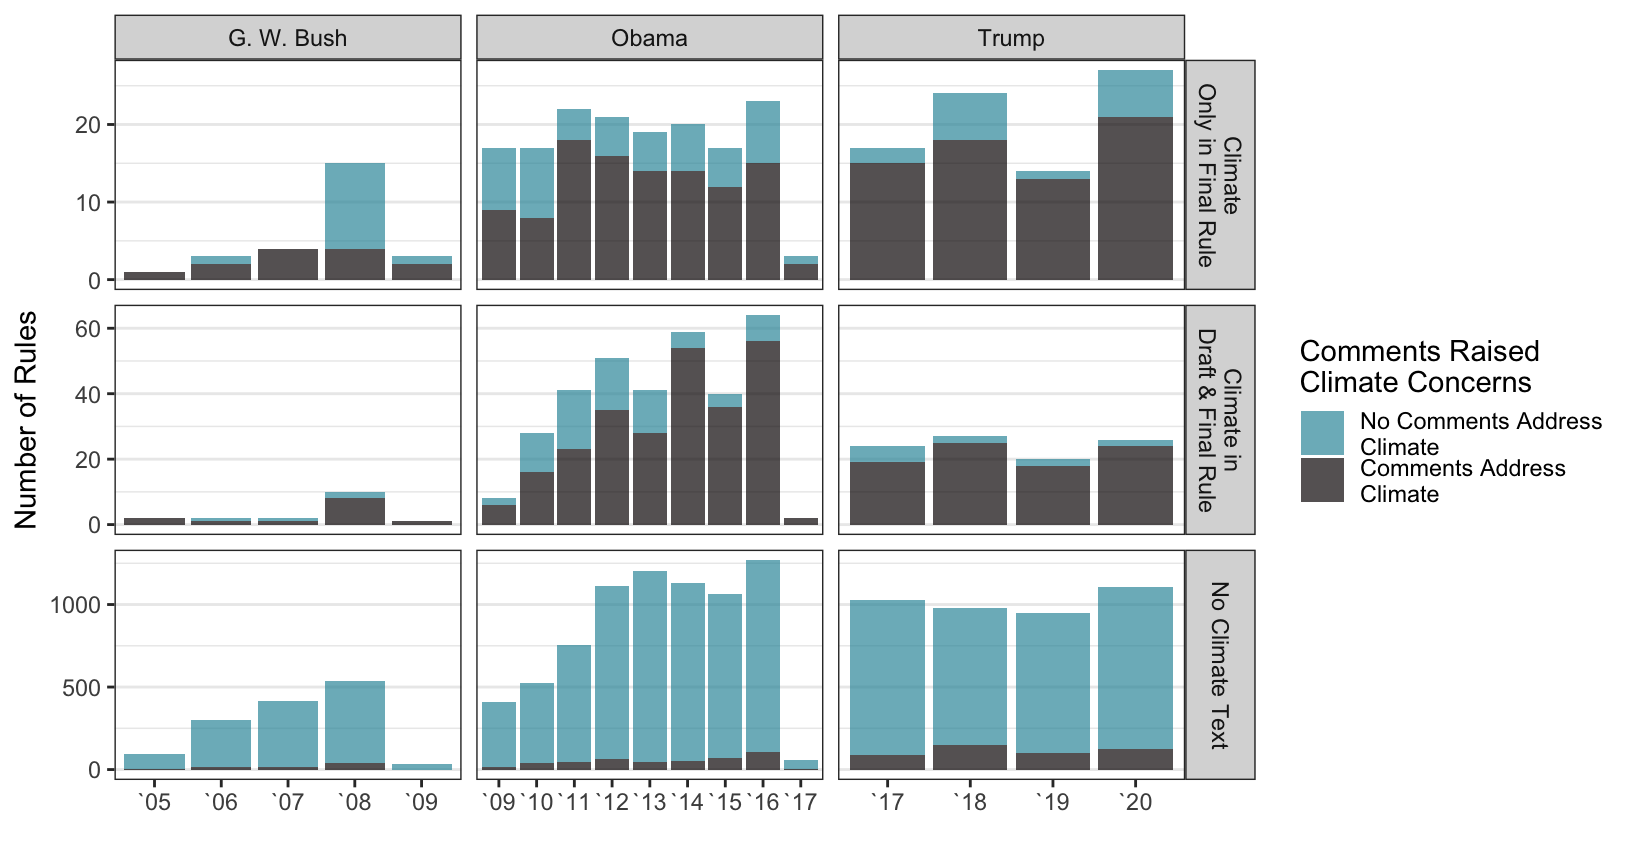 G. W. Bush
Obama
Trump
Number of Rules
20
10
0
Climate
Only in Final Rule
60
40
20
0
Climate in
Draft & Final Rule
1000
500
0
No Climate Text
`05
`06
`07
`08
`09
`09
`10
`11
`12
`13
`14
`15
`16
`17
`17
`18
`19
`20
Comments Raised
Climate Concerns
No Comments Address
Climate
Comments Address
Climate